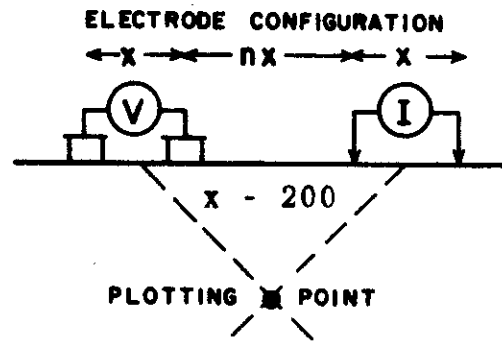 ELECTRODE CONFIGURATION
x nx x
V I
x - 200
PLOTTING POINT